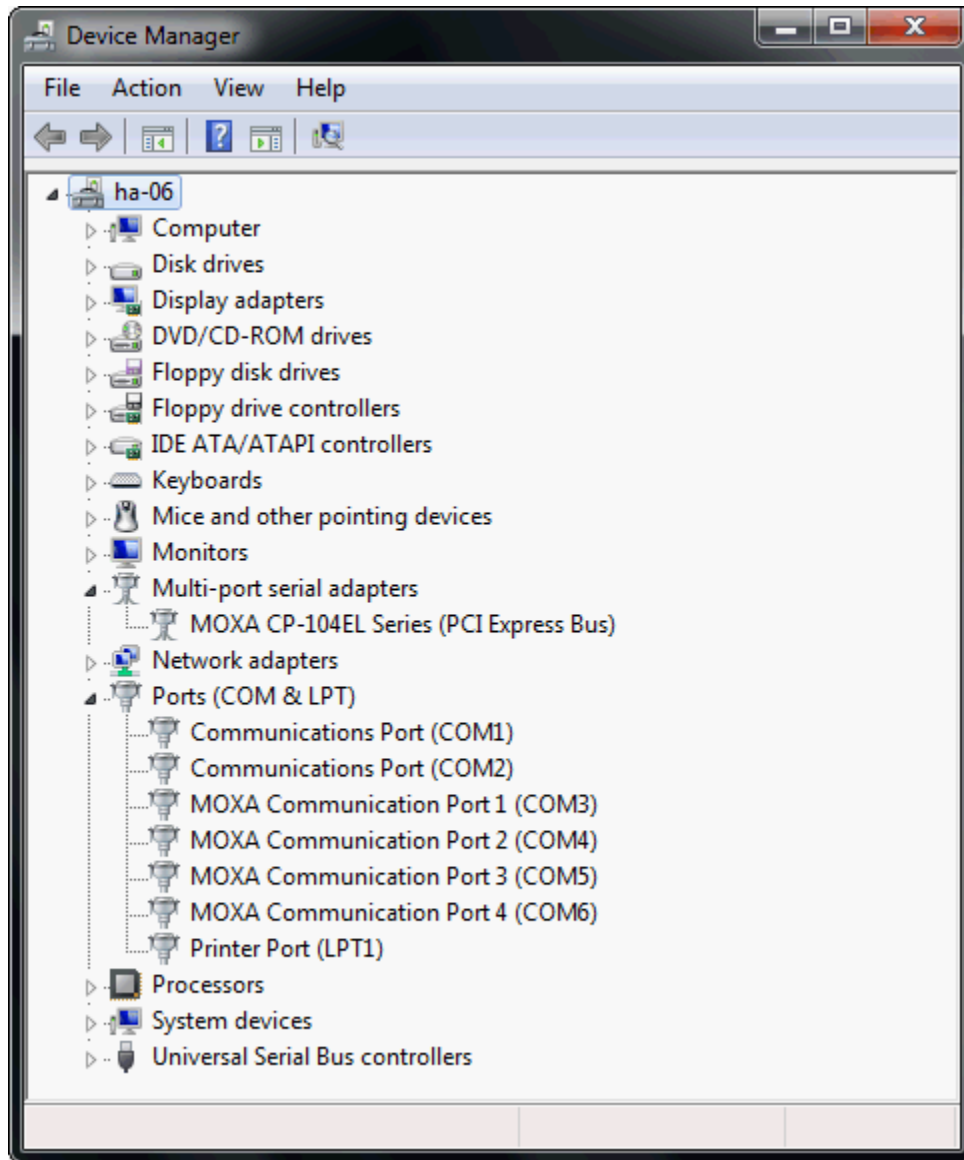 Device Manager
File Action View Help
ha-06
Computer
Disk drives
Display adapters
DVD/CD-ROM drives
Floppy disk drives
Floppy drive controllers
IDE ATA/ATAPI controllers
Keyboards
Mice and other pointing devices
Monitors
Multi-port serial adapters
MOXA CP-104EL Series (PCI Express Bus)
Network adapters
Ports (COM & LPT)
Communications Port (COM1)
Communications Port (COM2)
MOXA Communication Port 1 (COM3)
MOXA Communication Port 2 (COM4)
MOXA Communication Port 3 (COM5)
MOXA Communication Port 4 (COM6)
Printer Port (LPT1)
Processors
System devices
Universal Serial Bus controllers